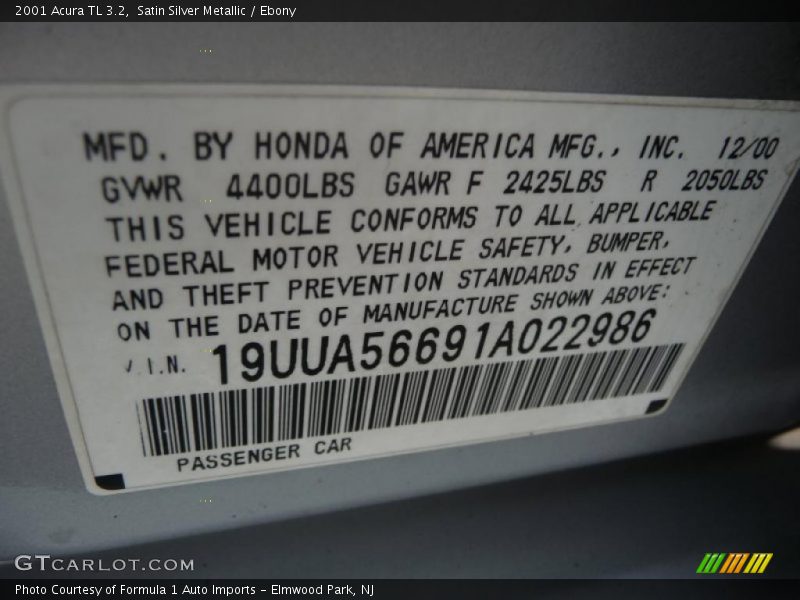 2001 Acura TL 3.2,  Satin Silver Metallic / Ebony
MFD. BY HONDA OF AMERICA MFG., INC. 12/00
GVWR 4400LBS GAWR F 2425LBS R 2050LBS
THIS VEHICLE CONFORMS TO ALL APPLICABLE
FEDERAL MOTOR VEHICLE SAFETY, BUMPER,
AND THEFT PREVENTION STANDARDS IN EFFECT
ON THE DATE OF MANUFACTURE SHOWN ABOVE:
V.I.N. 19UUA56691A022986
PASSENGER CAR
GTCARLOT.COM
Photo Courtesy of Formula 1 Auto Imports – Elmwood Park, NJ